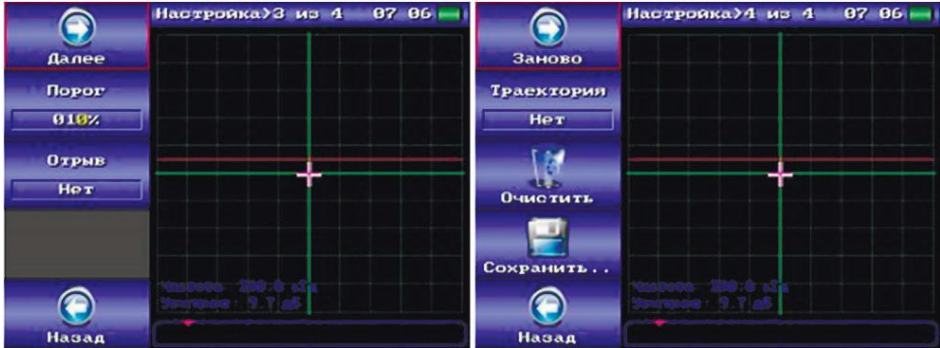 Настройка>3 из 4 07 06
Далее
Порог
010%
Отрыв
Нет
Назад
Настройка>4 из 4 07 06
Заново
Траектория
Нет
Очистить
Сохранить..
Назад